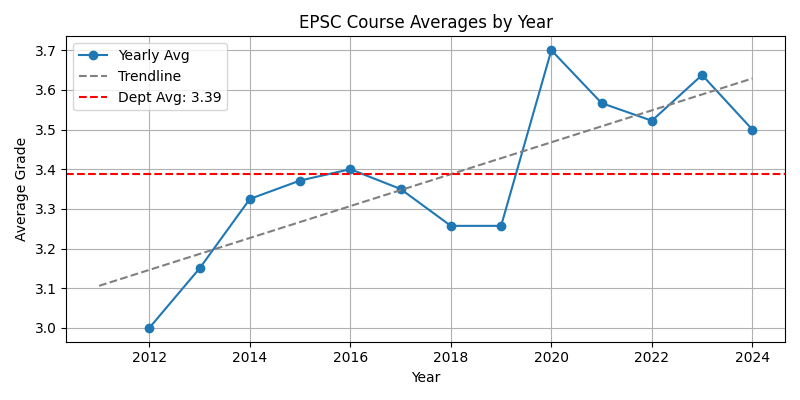 EPSC Course Averages by Year
Yearly Avg
Trendline
Dept Avg: 3.39
Average Grade
3.7
3.6
3.5
3.4
3.3
3.2
3.1
3.0
2012 2014 2016 2018 2020 2022 2024
Year